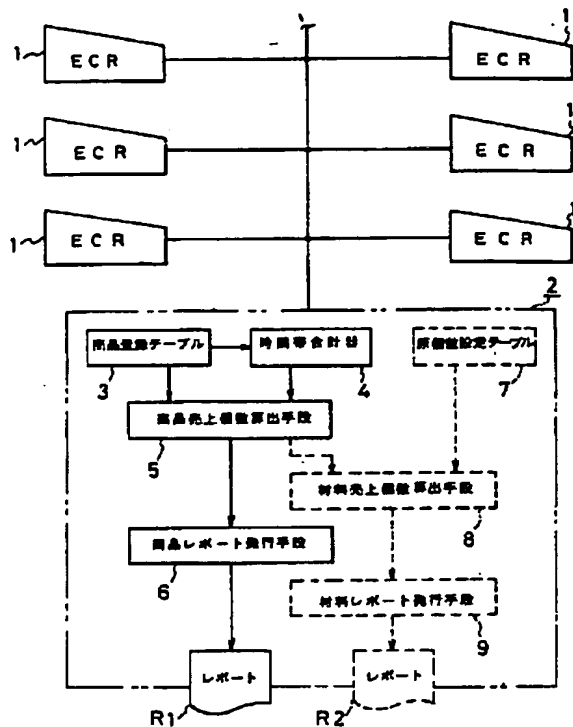 1 ECR ECR 1
1 ECR ECR 1
1 ECR ECR 1
2
商品登録テーブル 時間帯合計器 原価値設定テーブル
3 4 7
商品売上個数算出手段
5
材料売上個数算出手段
8
商品レポート発行手段
6
材料レポート発行手段
9
レポート レポート
R1 R2